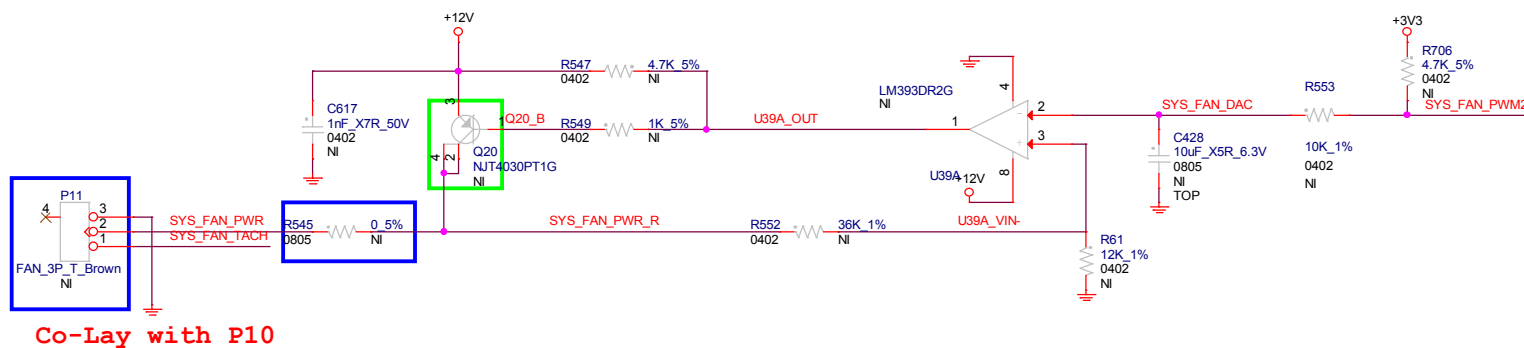 +12V
+3V3
R547
0402
4.7K_5%
NI
C617
1nF_X7R_50V
0402
NI
3
1
Q20_B
R549
0402
1K_5%
NI
U39A_OUT
Q20
NJT4030PT1G
NI
4
2
LM393DR2G
NI
4
1
2
3
8
U39A
+12V
SYS_FAN_DAC
C428
10uF_X5R_6.3V
0805
NI
TOP
R553
10K_1%
0402
NI
R706
4.7K_5%
0402
NI
SYS_FAN_PWM2
P11
4
3
2
1
FAN_3P_T_Brown
NI
SYS_FAN_PWR
SYS_FAN_TACH
R545
0805
0_5%
NI
SYS_FAN_PWR_R
R552
0402
36K_1%
NI
U39A_VIN-
R61
12K_1%
0402
NI
Co-Lay with P10